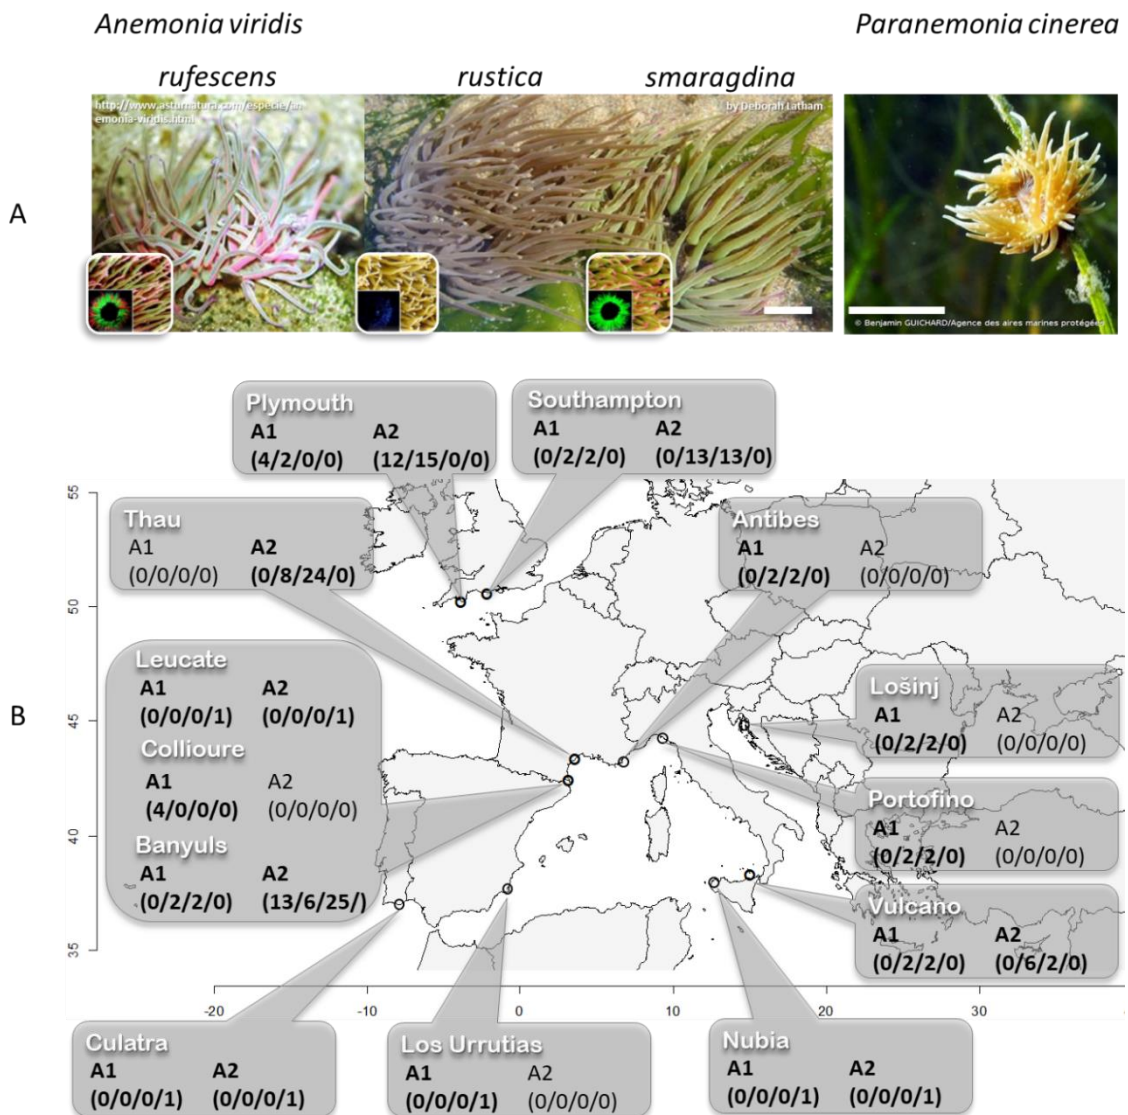 Anemonia viridis
Paranemonia cinerea
rufescens
rustica
smaragdina
http://www.asturnatura.com/especie/an
emonia-viridis.html
by Deborah Latham
A
© Benjamin GUICHARD/Agence des aires marines protégées
Plymouth
A1 A2
(4/2/0/0) (12/15/0/0)
Southampton
A1 A2
(0/2/2/0) (0/13/13/0)
Thau
A1 A2
(0/0/0/0) (0/8/24/0)
Antibes
A1 A2
(0/2/2/0) (0/0/0/0)
B
Leucate
A1 A2
(0/0/0/1) (0/0/0/1)
Collioure
A1 A2
(4/0/0/0) (0/0/0/0)
Banyuls
A1 A2
(0/2/2/0) (13/6/25/)
Lošinj
A1 A2
(0/2/2/0) (0/0/0/0)
Portofino
A1 A2
(0/2/2/0) (0/0/0/0)
Vulcano
A1 A2
(0/2/2/0) (0/6/2/0)
55
50
45
40
35
-20 -10 0 10 20 30
Culatra
A1 A2
(0/0/0/1) (0/0/0/1)
Los Urrutias
A1 A2
(0/0/0/1) (0/0/0/0)
Nubia
A1 A2
(0/0/0/1) (0/0/0/1)